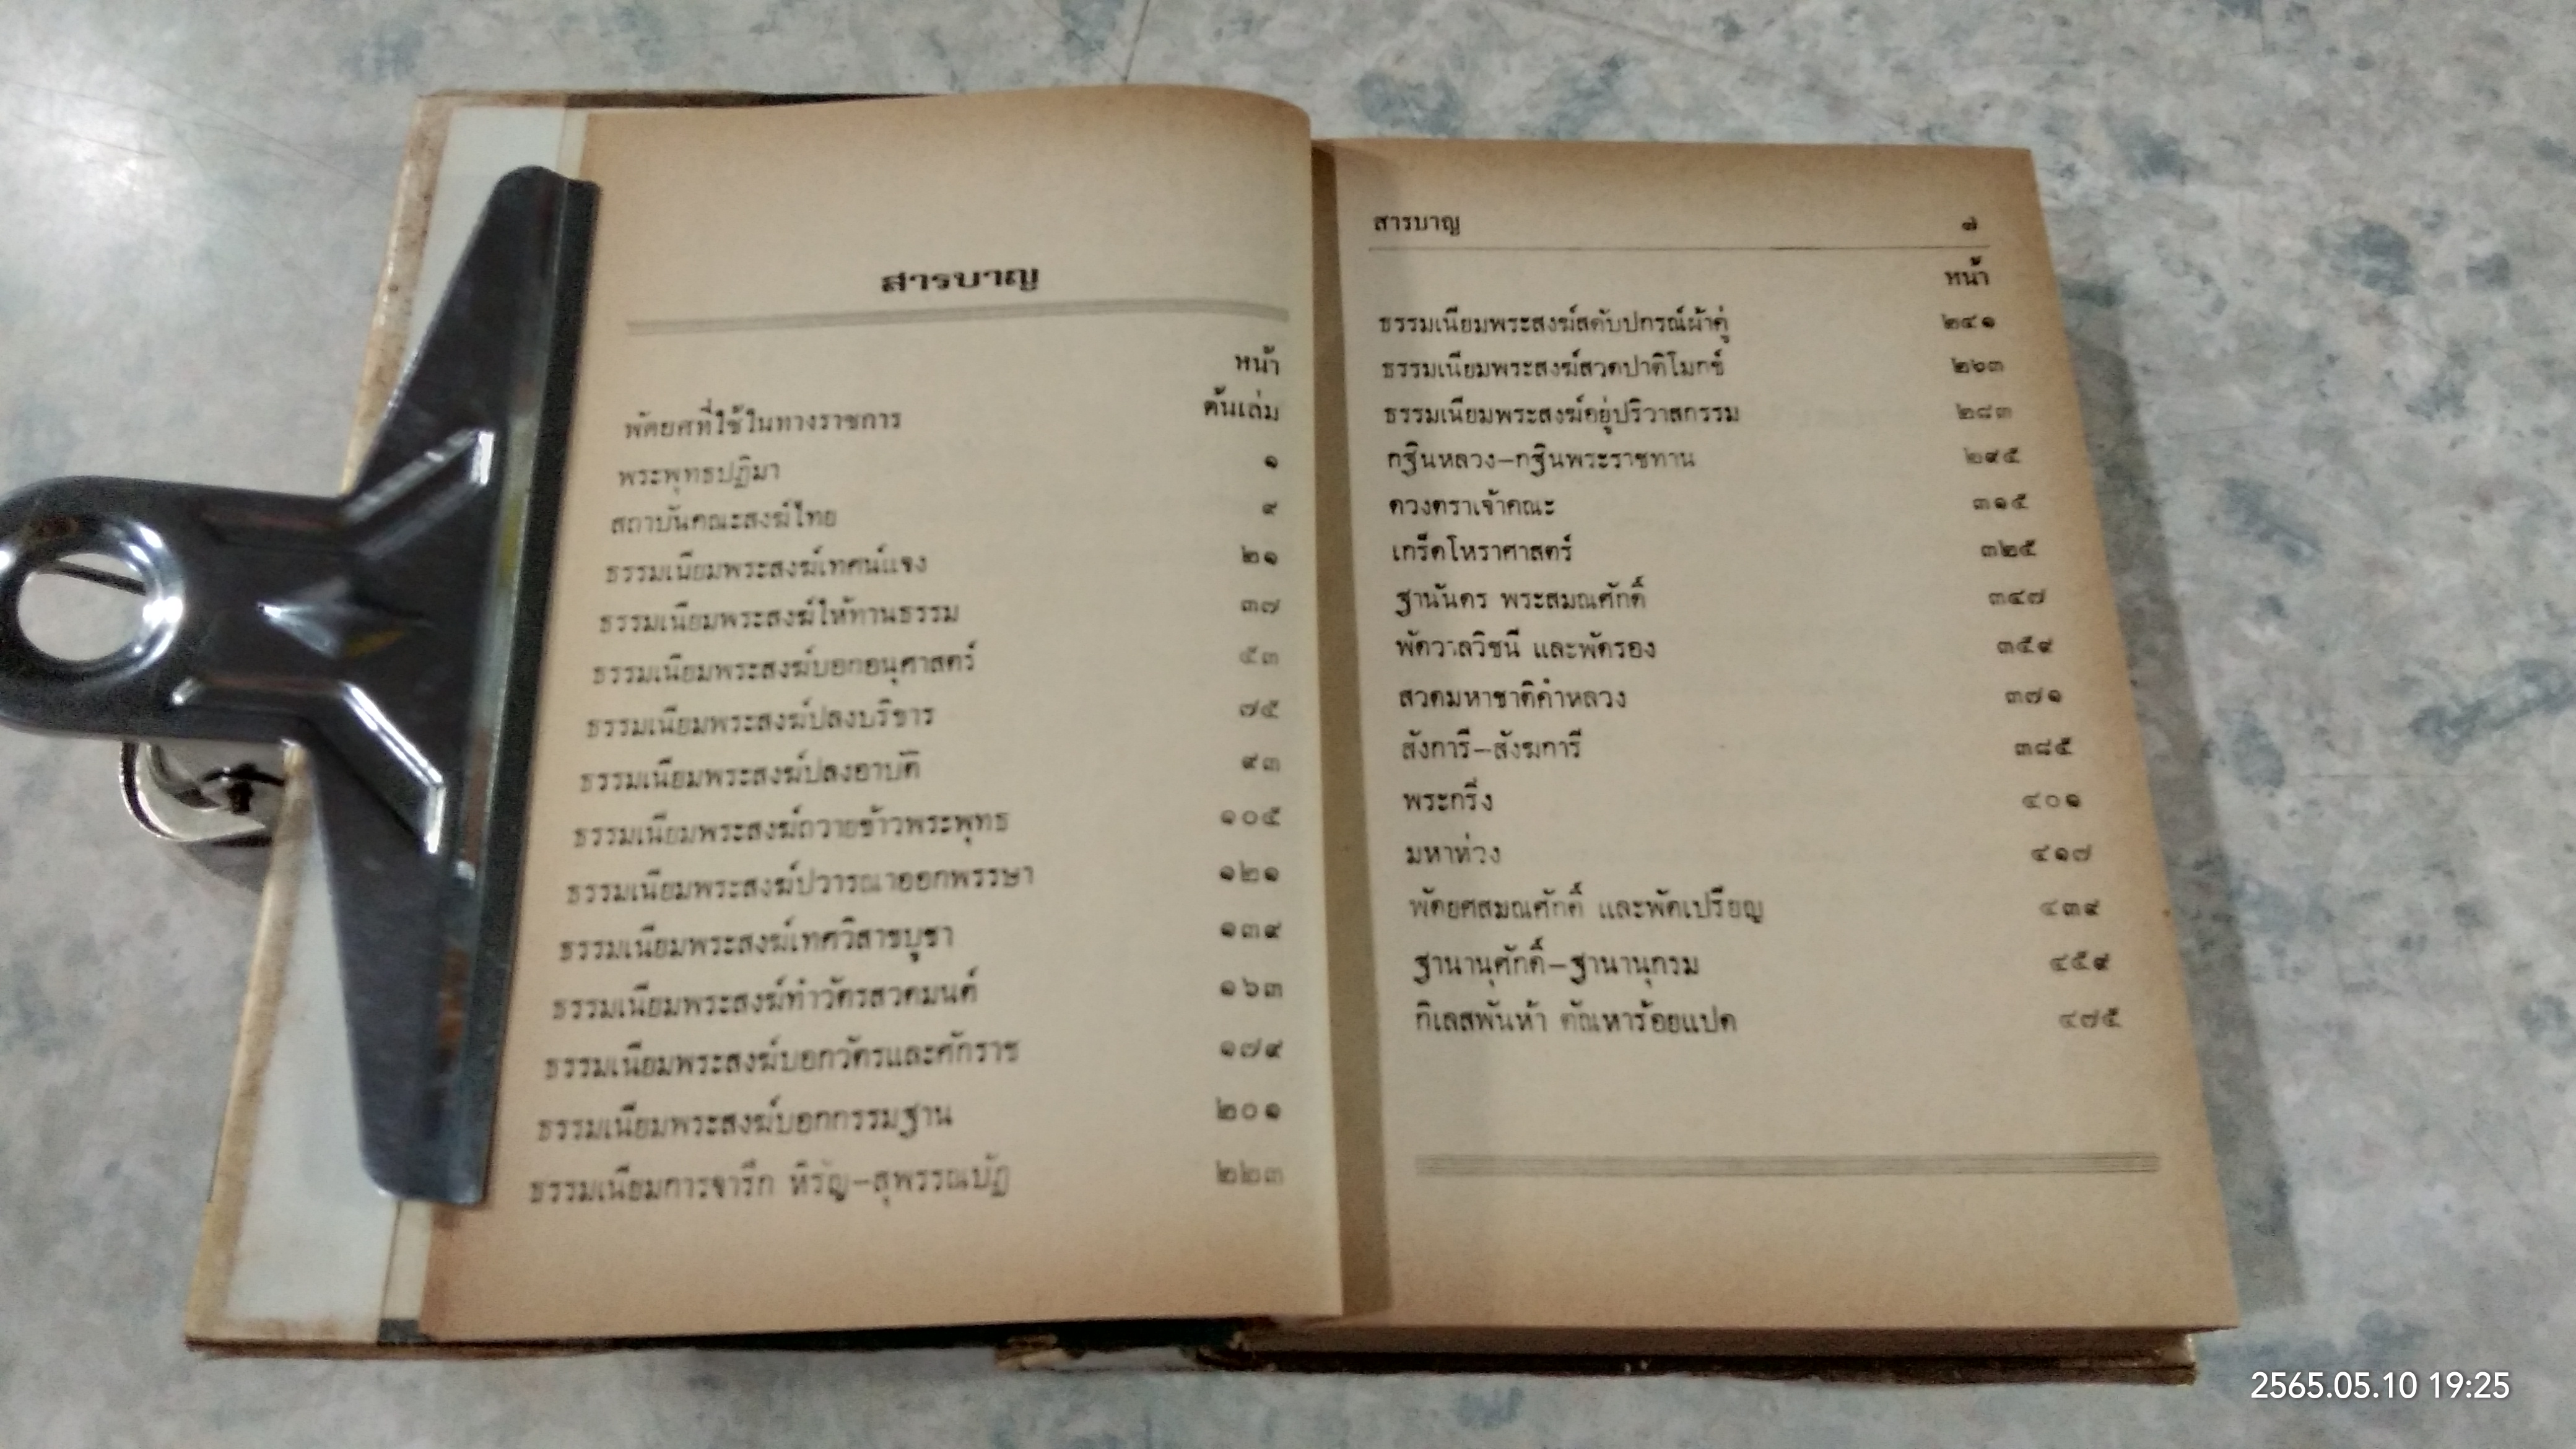 สารบาญ
หน้า
พัดยศที่ใช้ในทางราชการ ต้นเล่ม
พระพุทธปฏิมา ๑
สถาบันคณะสงฆ์ไทย ๙
ธรรมเนียมพระสงฆ์เทศน์แจง ๒๑
ธรรมเนียมพระสงฆ์ให้ทานธรรม ๓๗
ธรรมเนียมพระสงฆ์บอกอนุศาสตร์ ๕๓
ธรรมเนียมพระสงฆ์ปลงบริขาร ๗๕
ธรรมเนียมพระสงฆ์ปลงอาบัติ ๙๓
ธรรมเนียมพระสงฆ์ถวายข้าวพระพุทธ ๑๐๕
ธรรมเนียมพระสงฆ์ปวารณาออกพรรษา ๑๒๑
ธรรมเนียมพระสงฆ์เทศวิสาขบูชา ๑๓๙
ธรรมเนียมพระสงฆ์ทำวัตรสวดมนต์ ๑๖๓
ธรรมเนียมพระสงฆ์บอกวัตรและศักราช ๑๗๙
ธรรมเนียมพระสงฆ์บอกกรรมฐาน ๒๐๑
ธรรมเนียมการจารึก หิรัญ-สุพรรณบัฏ ๒๒๓
สารบาญ ๗
หน้า
ธรรมเนียมพระสงฆ์สดับปกรณ์ผ้าคู่ ๒๔๑
ธรรมเนียมพระสงฆ์สวดปาติโมกข์ ๒๖๓
ธรรมเนียมพระสงฆ์อยู่ปริวาสกรรม ๒๘๓
กฐินหลวง-กฐินพระราชทาน ๒๙๕
ดวงตราเจ้าคณะ ๓๑๕
เกร็ดโหราศาสตร์ ๓๒๕
ฐานันดร พระสมณศักดิ์ ๓๔๗
พัดวาลวิชนี และพัดรอง ๓๕๙
สวดมหาชาติคำหลวง ๓๗๑
สังการี-สังฆการี ๓๘๕
พระกริ่ง ๔๐๑
มหาห่วง ๔๑๗
พัดยศสมณศักดิ์ และพัดเปรียญ ๔๓๙
ฐานานุศักดิ์-ฐานานุกรม ๔๕๙
กิเลสพันห้า ตัณหาร้อยแปด ๔๗๕
2565.05.10 19:25